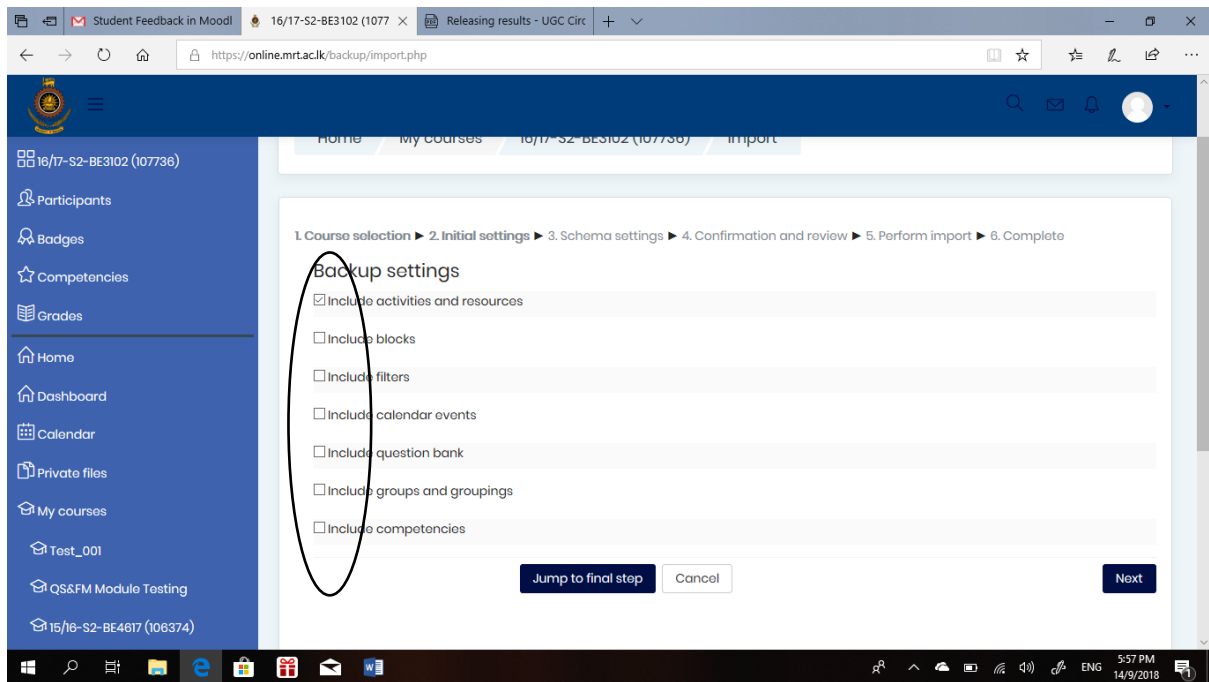 Student Feedback in Moodl
16/17-S2-BE3102 (1077
Releasing results - UGC Circ
https://online.mrt.ac.lk/backup/import.php
Home
My courses
16/17-S2-BE3102 (107736)
Import
16/17-S2-BE3102 (107736)
Participants
Badges
Competencies
Grades
Home
Dashboard
Calendar
Private files
My courses
Test_001
QS&FM Module Testing
15/16-S2-BE4617 (106374)
1. Course selection ► 2. Initial settings ► 3. Schema settings ► 4. Confirmation and review ► 5. Perform import ► 6. Complete
Backup settings
Include activities and resources
Include blocks
Include filters
Include calendar events
Include question bank
Include groups and groupings
Include competencies
Jump to final step
Cancel
Next
ENG
5:57 PM
14/9/2018
1